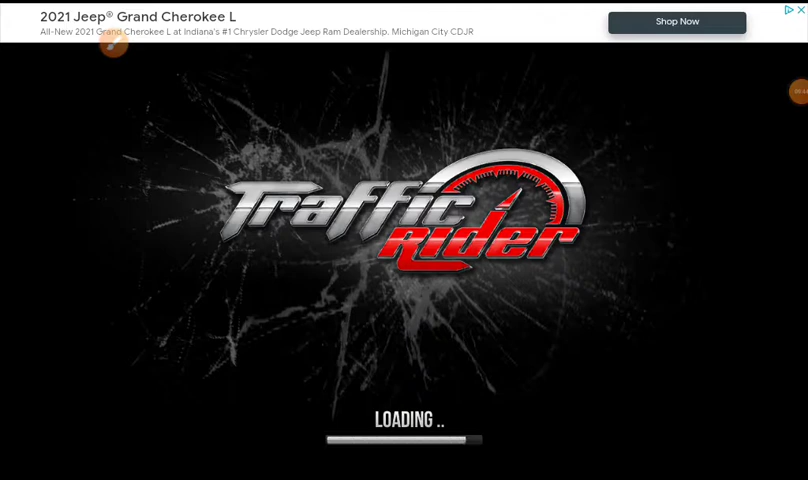 2021 Jeep® Grand Cherokee L
All-New 2021 Grand Cherokee L at Indiana's #1 Chrysler Dodge Jeep Ram Dealership. Michigan City CDJR
Shop Now
Traffic
Rider
LOADING ..